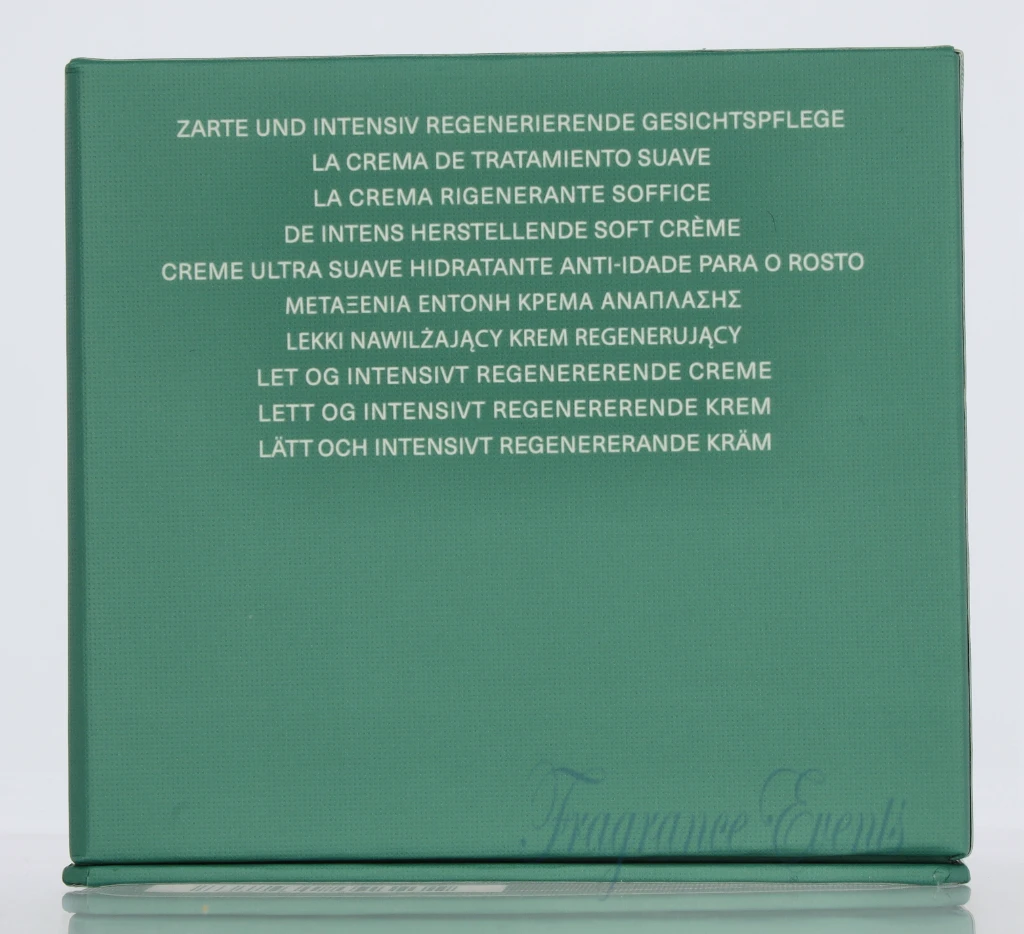 ZARTE UND INTENSIV REGENERIERENDE GESICHTSPFLEGE
LA CREMA DE TRATAMIENTO SUAVE
LA CREMA RIGENERANTE SOFFICE
DE INTENS HERSTELLENDE SOFT CRÈME
CREME ULTRA SUAVE HIDRATANTE ANTI-IDADE PARA O ROSTO
ΜΕΤΑΞΕΝΙΑ ΕΝΤΟΝΗ ΚΡΕΜΑ ΑΝΑΠΛΑΣΗΣ
LEKKI NAWILŻAJĄCY KREM REGENERUJĄCY
LET OG INTENSIVT REGENERERENDE CREME
LETT OG INTENSIVT REGENERERENDE KREM
LÄTT OCH INTENSIVT REGENERERANDE KRÄM
Fragrance Events